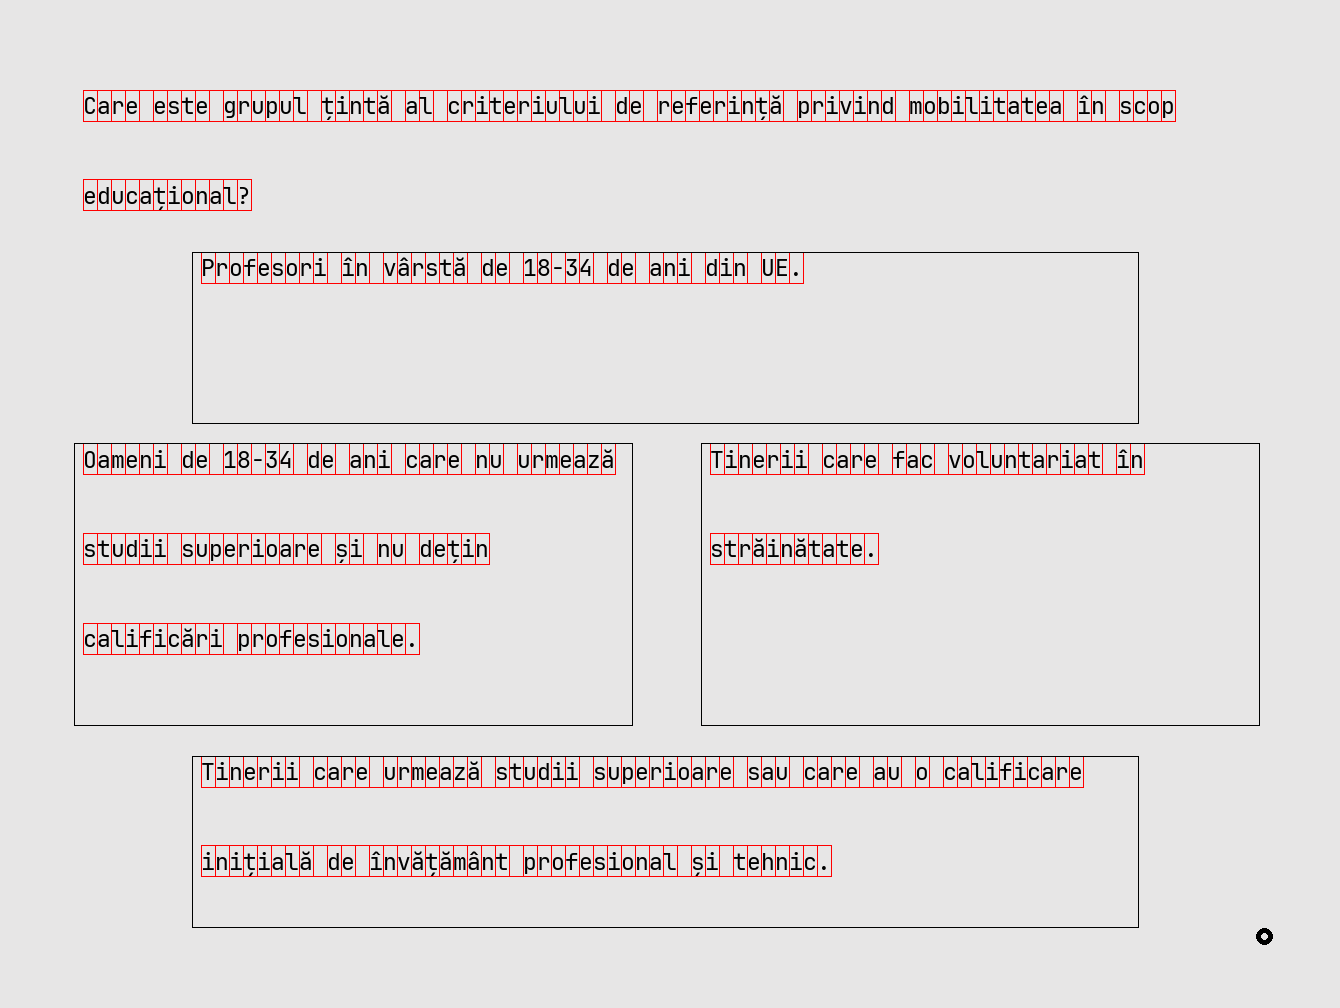 Care este grupul țintă al criteriului de referință privind mobilitatea în scop
educațional?
Profesori în vârstă de 18-34 de ani din UE.
Oameni de 18-34 de ani care nu urmează
studii superioare și nu dețin
calificări profesionale.
Tinerii care fac voluntariat în
străinătate.
Tinerii care urmează studii superioare sau care au o calificare
inițială de învățământ profesional și tehnic.